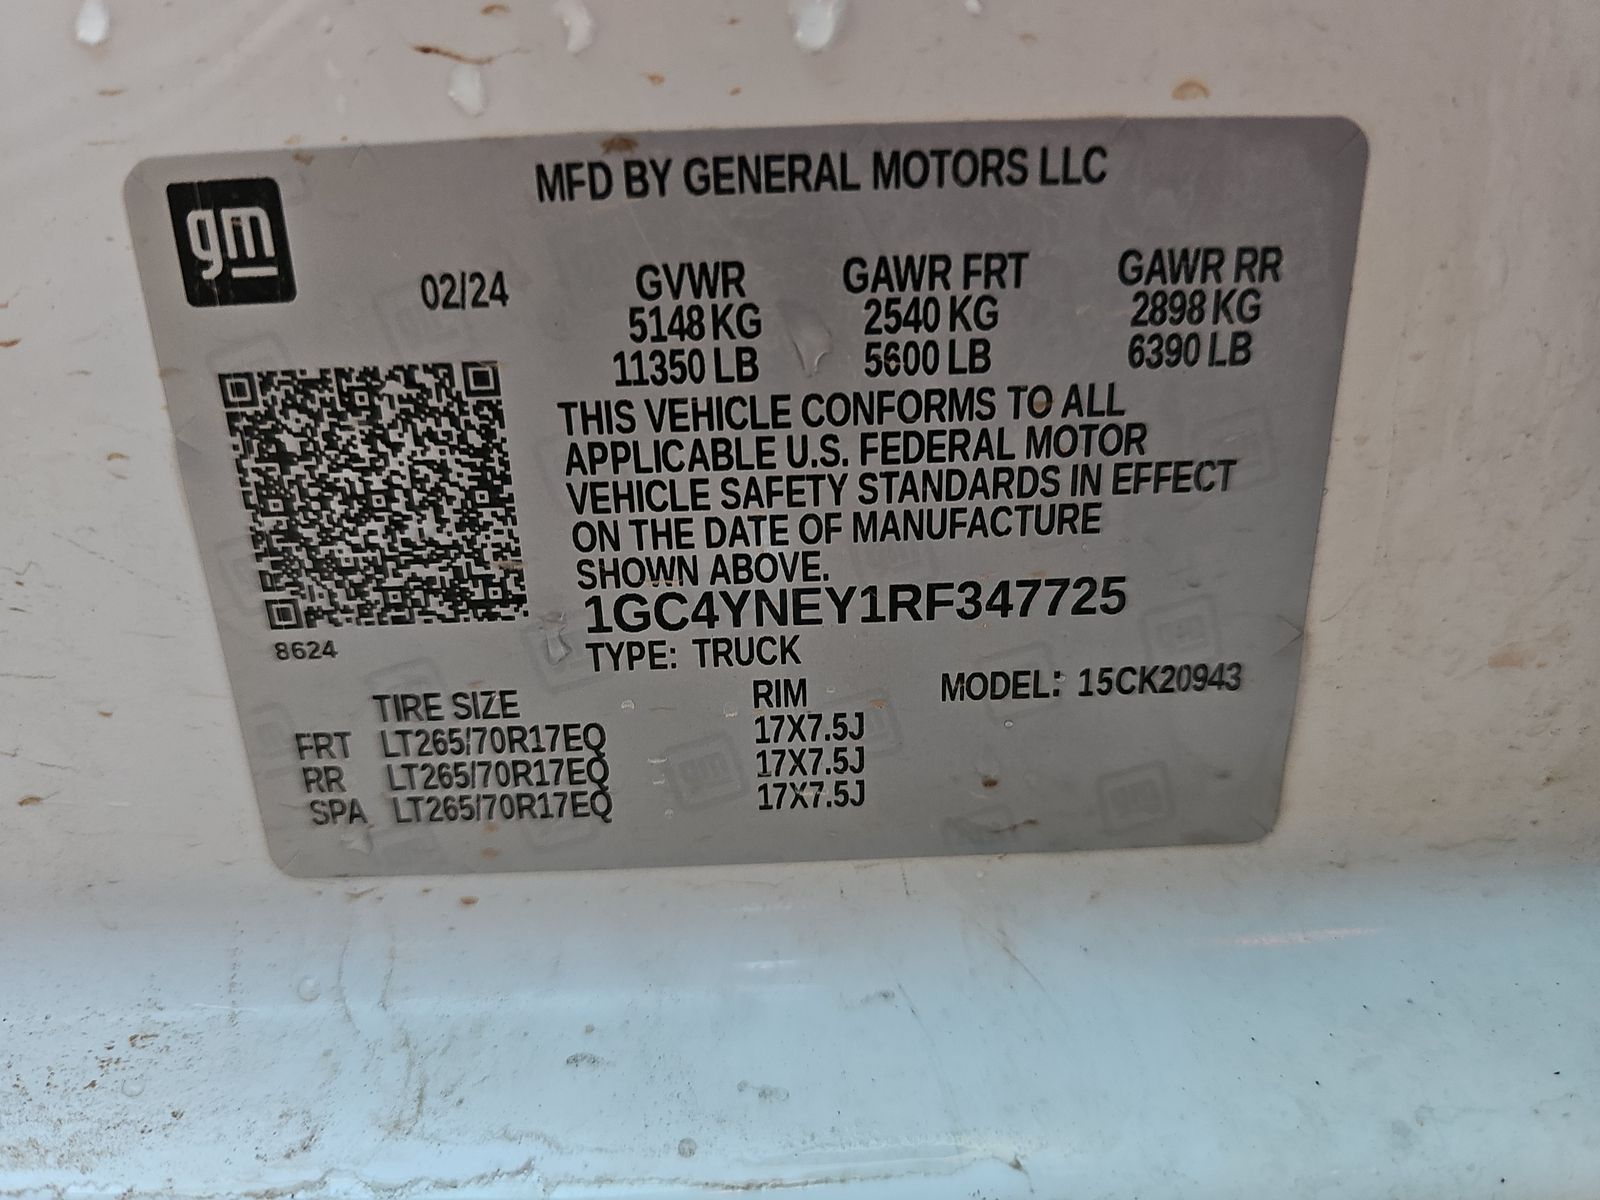 gm
MFD BY GENERAL MOTORS LLC
02/24 GVWR GAWR FRT GAWR RR
5148 KG 2540 KG 2898 KG
11350 LB 5600 LB 6390 LB
THIS VEHICLE CONFORMS TO ALL
APPLICABLE U.S. FEDERAL MOTOR
VEHICLE SAFETY STANDARDS IN EFFECT
ON THE DATE OF MANUFACTURE
SHOWN ABOVE.
1GC4YNEY1RF347725
8624
TYPE: TRUCK
MODEL: 15CK20943
TIRE SIZE RIM
FRT LT265/70R17EQ 17X7.5J
RR LT265/70R17EQ 17X7.5J
SPA LT265/70R17EQ 17X7.5J